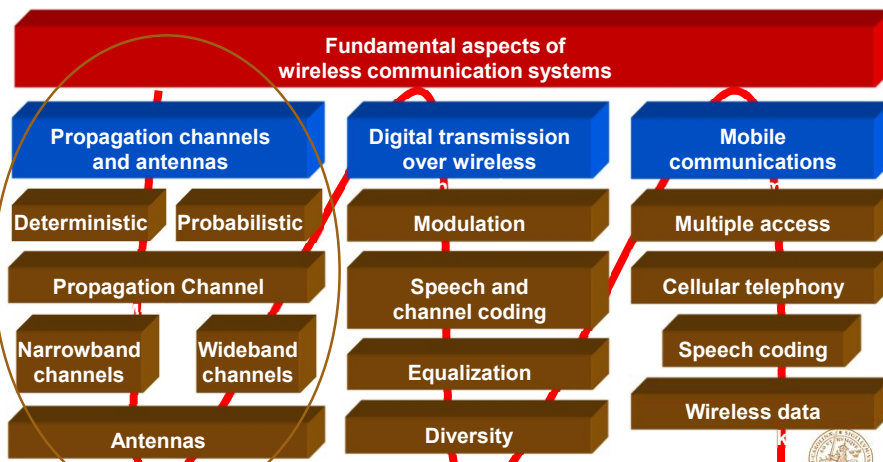 Fundamental aspects of
wireless communication systems
Propagation channels
and antennas
Digital transmission
over wireless
Mobile
communications
Deterministic
Probabilistic
Modulation
Multiple access
Propagation Channel
Speech and
channel coding
Cellular telephony
Narrowband
channels
Wideband
channels
Equalization
Speech coding
Antennas
Diversity
Wireless data